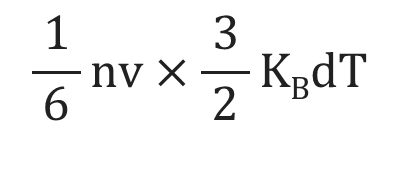 1/6 nv × 3/2 K_B dT